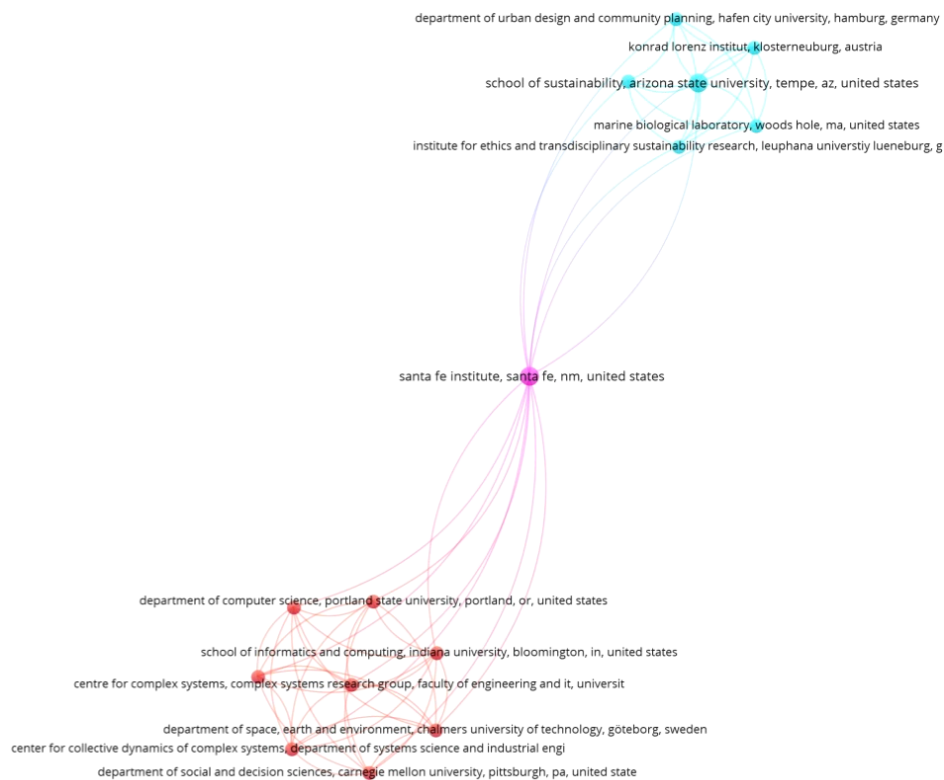 department of urban design and community planning, hafen city university, hamburg, germany
konrad lorenz institut, klosterneuburg, austria
school of sustainability, arizona state university, tempe, az, united states
marine biological laboratory, woods hole, ma, united states
institute for ethics and transdisciplinary sustainability research, leuphana universtiy lueneburg, g
santa fe institute, santa fe, nm, united states
department of computer science, portland state university, portland, or, united states
school of informatics and computing, indiana university, bloomington, in, united states
centre for complex systems, complex systems research group, faculty of engineering and it, universit
department of space, earth and environment, chalmers university of technology, göteborg, sweden
center for collective dynamics of complex systems, department of systems science and industrial engi
department of social and decision sciences, carnegie mellon university, pittsburgh, pa, united state